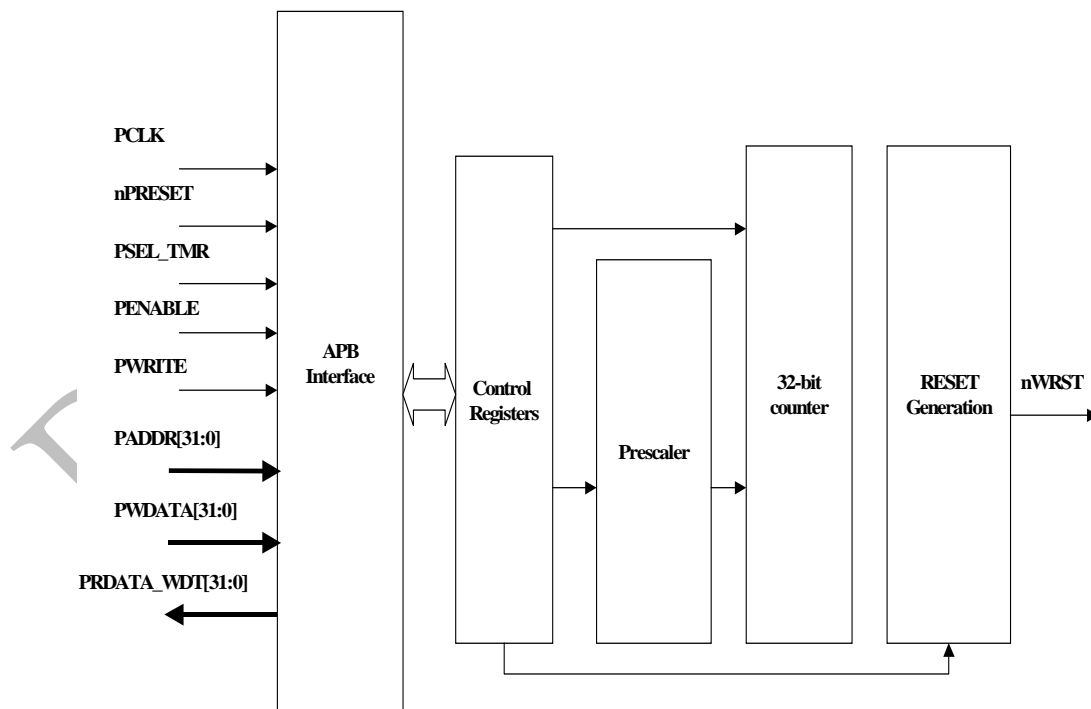 PCLK
nPRESET
PSEL_TMR
PENABLE
PWRITE
PADDR[31:0]
PWDATA[31:0]
PRDATA_WDT[31:0]
APB
Interface
Control
Registers
Prescaler
32-bit
counter
RESET
Generation
nWRST